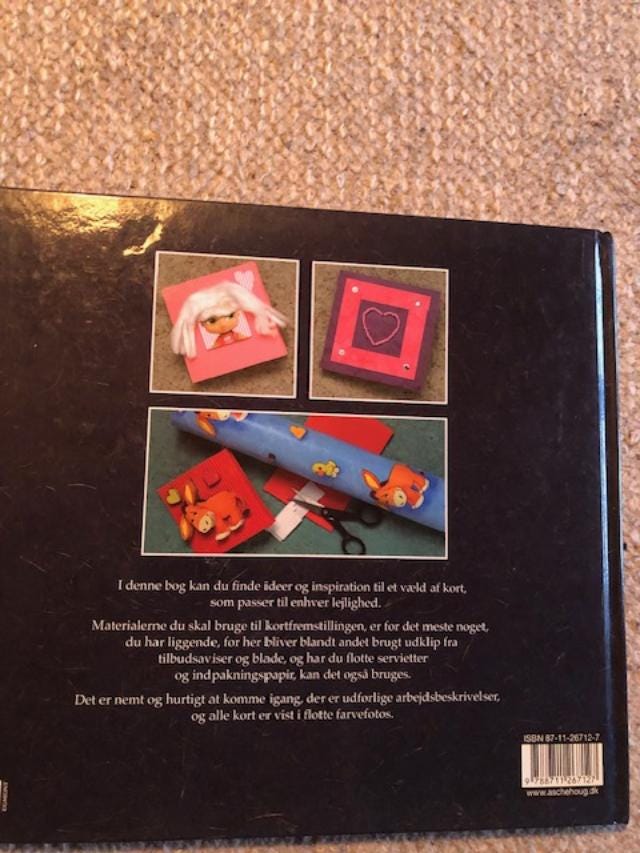 I denne bog kan du finde ideer og inspiration til et væld af kort,
som passer til enhver lejlighed.
Materialerne du skal bruge til kortfremstillingen, er for det meste noget,
du har liggende, for her bliver blandt andet brugt udklip fra
tilbudsaviser og blade, og har du flotte servietter
og indpakningspapir, kan det også bruges.
Det er nemt og hurtigt at komme igang, der er udførlige arbejdsbeskrivelser,
og alle kort er vist i flotte farvefotos.
ISBN 87-11-26712-7
9 788711 267127
www.aschehoug.dk
EGMONT